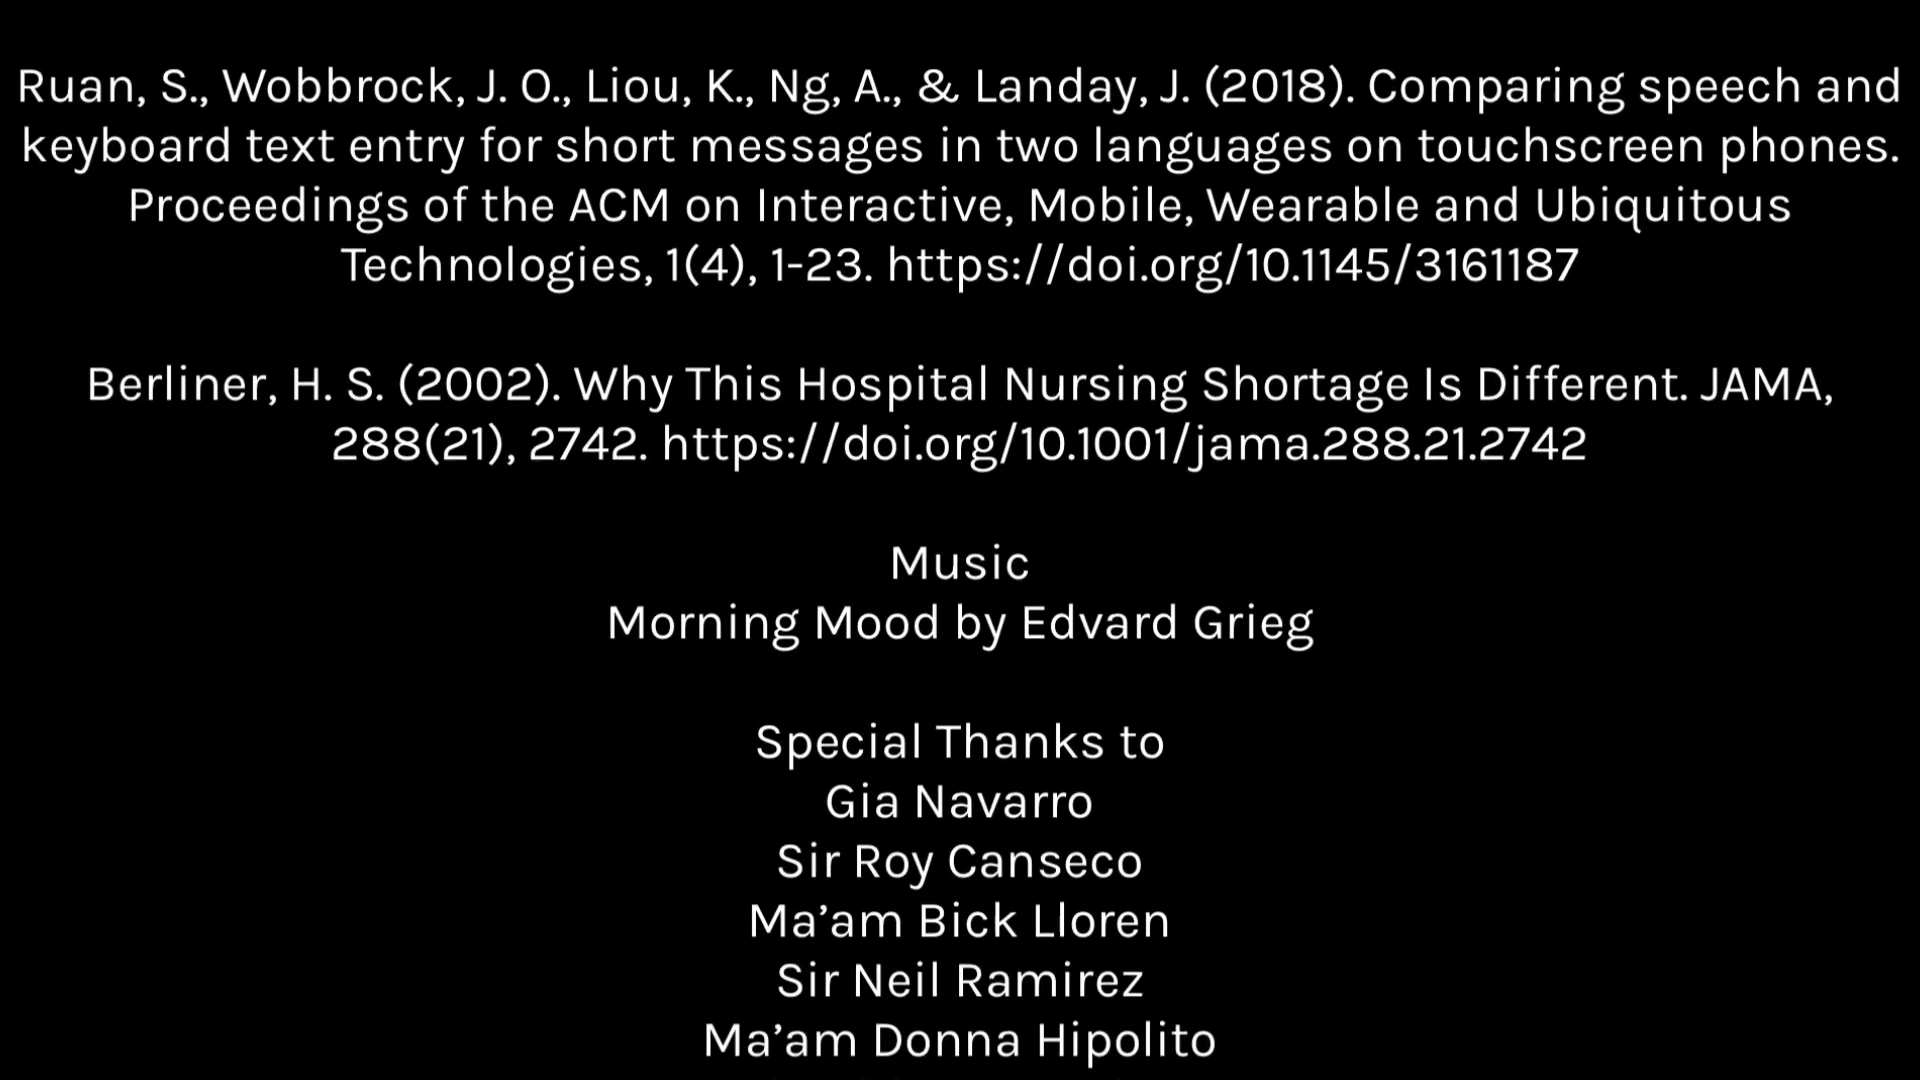 Ruan, S., Wobbrock, J. O., Liou, K., Ng, A., & Landay, J. (2018). Comparing speech and
keyboard text entry for short messages in two languages on touchscreen phones.
Proceedings of the ACM on Interactive, Mobile, Wearable and Ubiquitous
Technologies, 1(4), 1-23. https://doi.org/10.1145/3161187
Berliner, H. S. (2002). Why This Hospital Nursing Shortage Is Different. JAMA,
288(21), 2742. https://doi.org/10.1001/jama.288.21.2742
Music
Morning Mood by Edvard Grieg
Special Thanks to
Gia Navarro
Sir Roy Canseco
Ma’am Bick Lloren
Sir Neil Ramirez
Ma’am Donna Hipolito